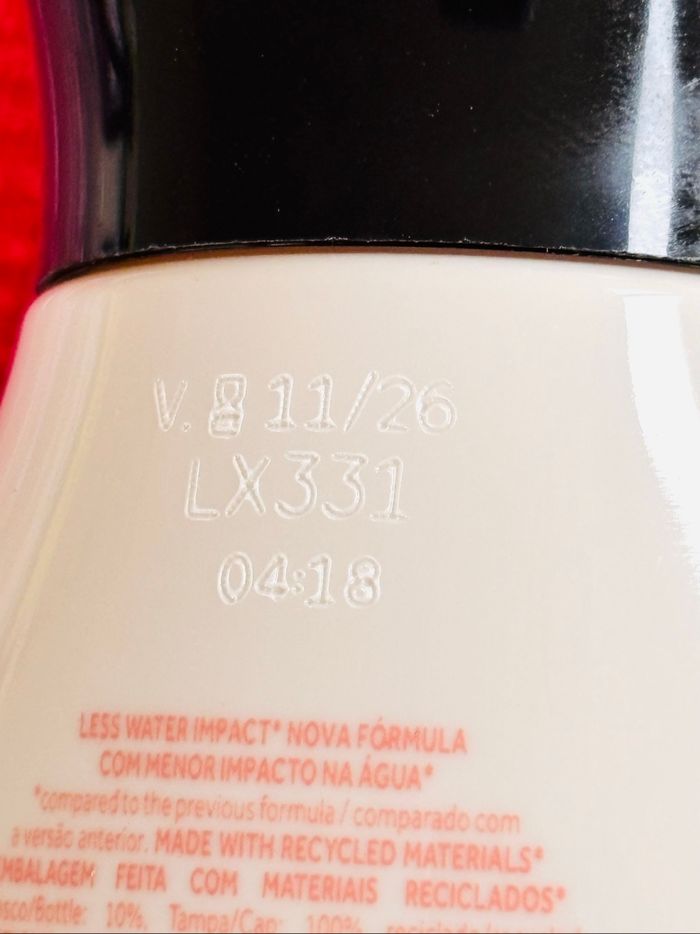 V. ⌛ 11/26
LX331
04:18
LESS WATER IMPACT* NOVA FÓRMULA
COM MENOR IMPACTO NA ÁGUA*
*compared to the previous formula / comparado com
a versão anterior. MADE WITH RECYCLED MATERIALS*
EMBALAGEM FEITA COM MATERIAIS RECICLADOS*
asco/Bottle: 10%, Tampa/Cap: 100%